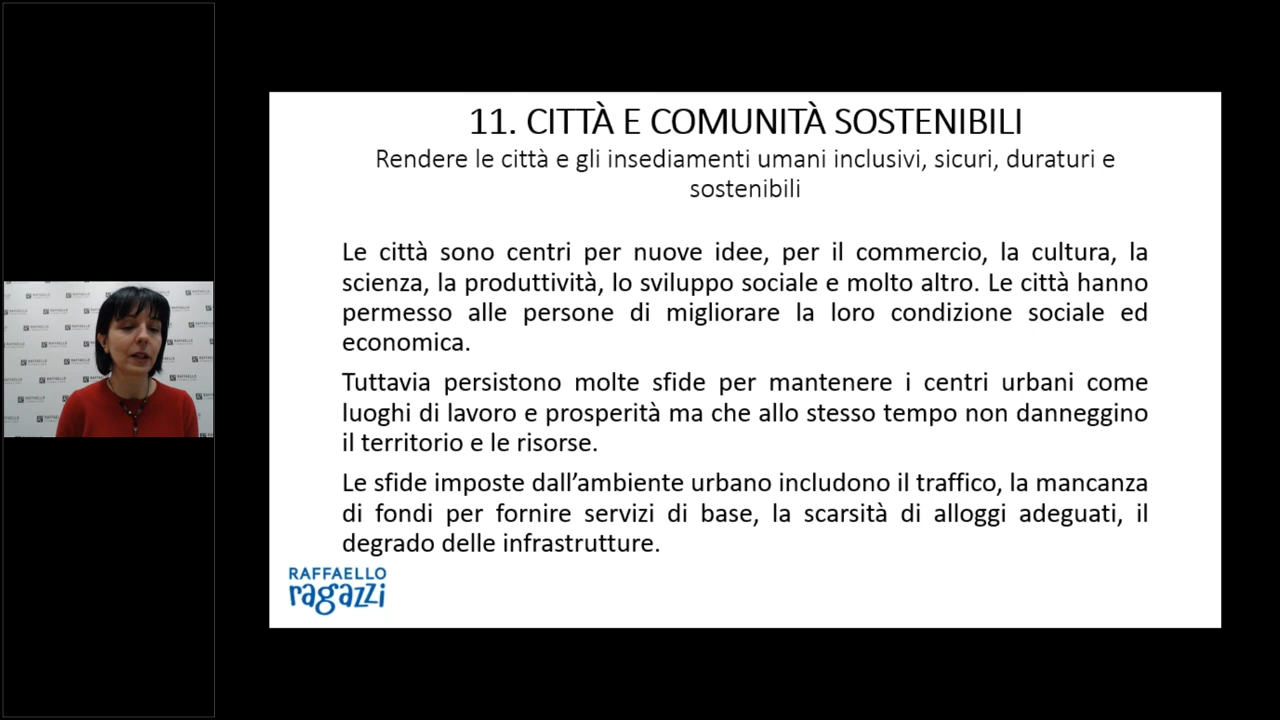 11. CITTÀ E COMUNITÀ SOSTENIBILI
Rendere le città e gli insediamenti umani inclusivi, sicuri, duraturi e
sostenibili
Le città sono centri per nuove idee, per il commercio, la cultura, la
scienza, la produttività, lo sviluppo sociale e molto altro. Le città hanno
permesso alle persone di migliorare la loro condizione sociale ed
economica.
Tuttavia persistono molte sfide per mantenere i centri urbani come
luoghi di lavoro e prosperità ma che allo stesso tempo non danneggino
il territorio e le risorse.
Le sfide imposte dall’ambiente urbano includono il traffico, la mancanza
di fondi per fornire servizi di base, la scarsità di alloggi adeguati, il
degrado delle infrastrutture.
RAFFAELLO
ragazzi